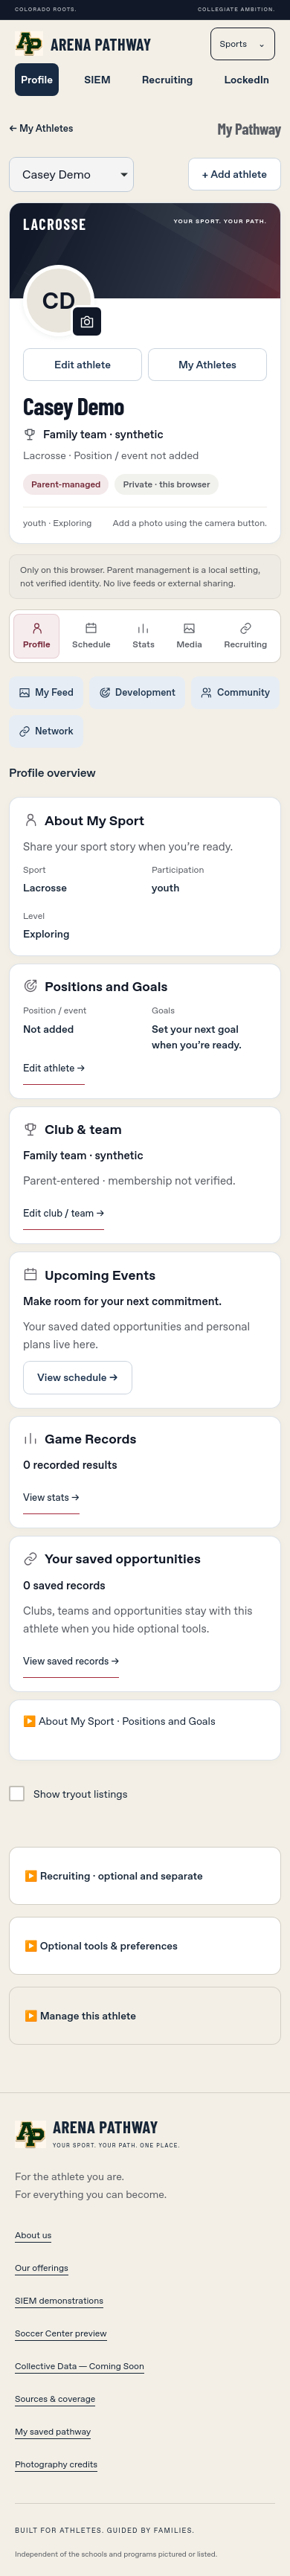 COLORADO ROOTS. COLLEGIATE AMBITION.
AP ARENA PATHWAY Sports
Profile SIEM Recruiting LockedIn
← My Athletes My Pathway
Casey Demo + Add athlete
LACROSSE YOUR SPORT. YOUR PATH.
CD
Edit athlete My Athletes
Casey Demo
Family team · synthetic
Lacrosse · Position / event not added
Parent-managed Private · this browser
youth · Exploring Add a photo using the camera button.
Only on this browser. Parent management is a local setting,
not verified identity. No live feeds or external sharing.
Profile Schedule Stats Media Recruiting
My Feed Development Community
Network
Profile overview
About My Sport
Share your sport story when you’re ready.
Sport Participation
Lacrosse youth
Level
Exploring
Positions and Goals
Position / event Goals
Not added Set your next goal
when you’re ready.
Edit athlete →
Club & team
Family team · synthetic
Parent-entered · membership not verified.
Edit club / team →
Upcoming Events
Make room for your next commitment.
Your saved dated opportunities and personal
plans live here.
View schedule →
Game Records
0 recorded results
View stats →
Your saved opportunities
0 saved records
Clubs, teams and opportunities stay with this
athlete when you hide optional tools.
View saved records →
About My Sport · Positions and Goals
Show tryout listings
Recruiting · optional and separate
Optional tools & preferences
Manage this athlete
AP ARENA PATHWAY
YOUR SPORT. YOUR PATH. ONE PLACE.
For the athlete you are.
For everything you can become.
About us
Our offerings
SIEM demonstrations
Soccer Center preview
Collective Data — Coming Soon
Sources & coverage
My saved pathway
Photography credits
BUILT FOR ATHLETES. GUIDED BY FAMILIES.
Independent of the schools and programs pictured or listed.